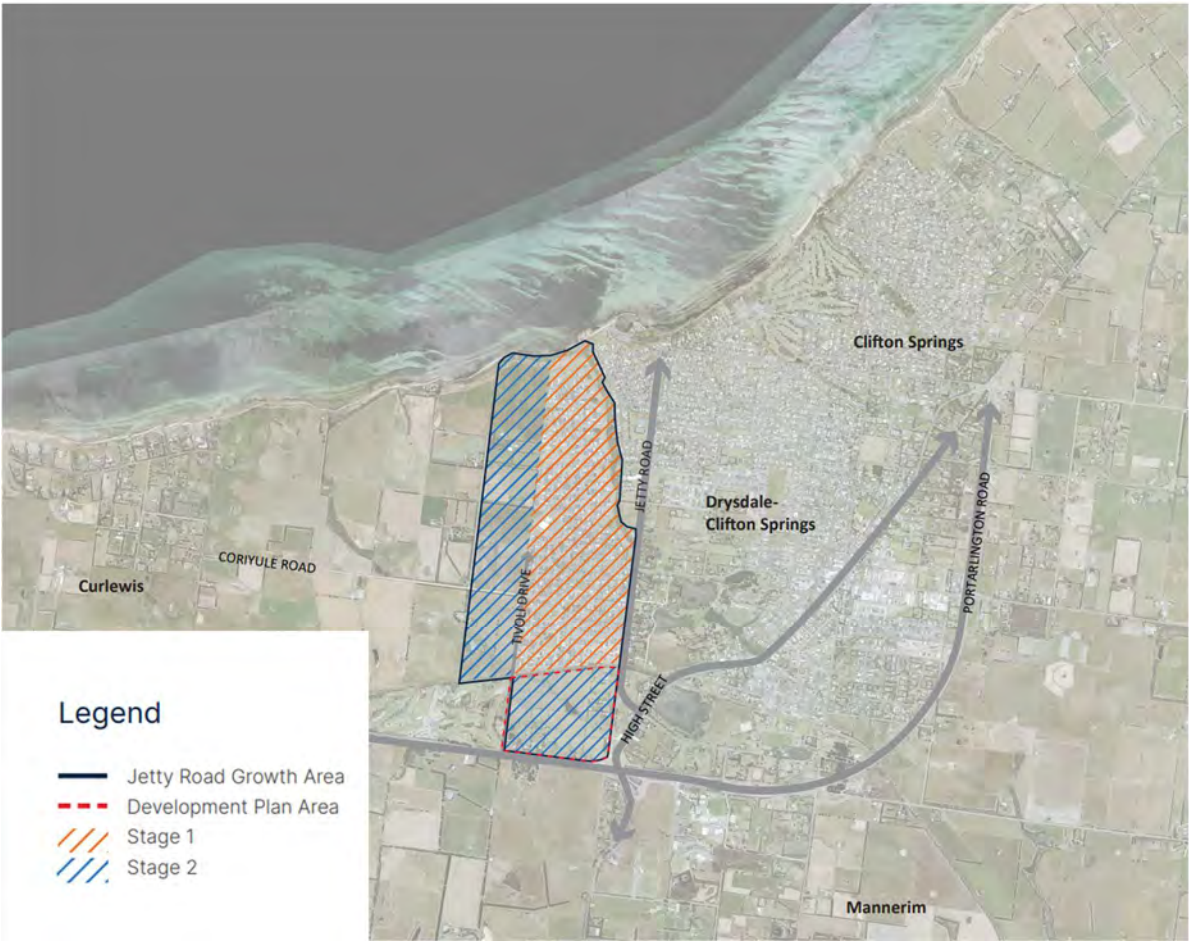 Clifton Springs
JETTY ROAD
Drysdale-
Clifton Springs
PORTARLINGTON ROAD
CORIYULE ROAD
Curlewis
TIVOLI DRIVE
HIGH STREET
Legend
Jetty Road Growth Area
Development Plan Area
Stage 1
Stage 2
Mannerim